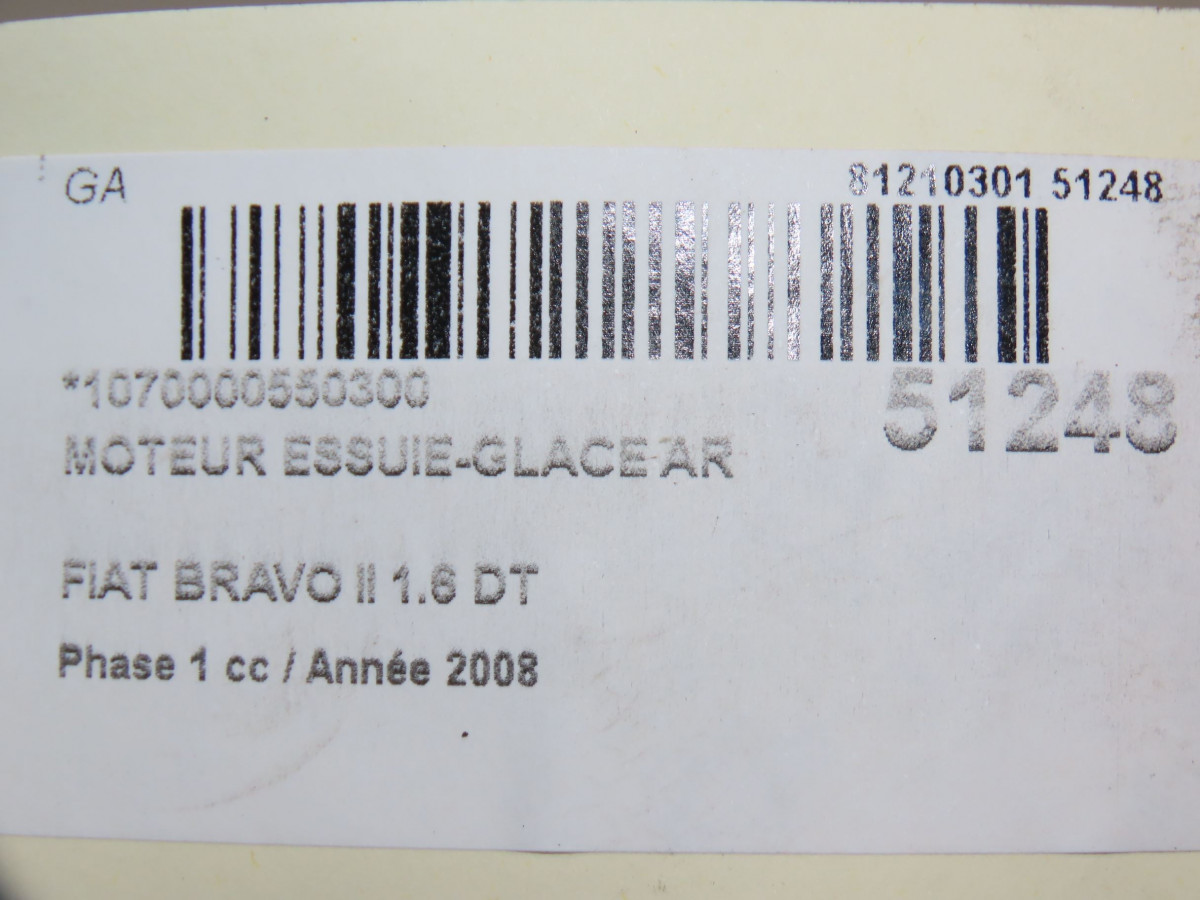 GA
81210301 51248
*1070000550300
51248
MOTEUR ESSUIE-GLACE AR
FIAT BRAVO II 1.6 DT
Phase 1 cc / Année 2008